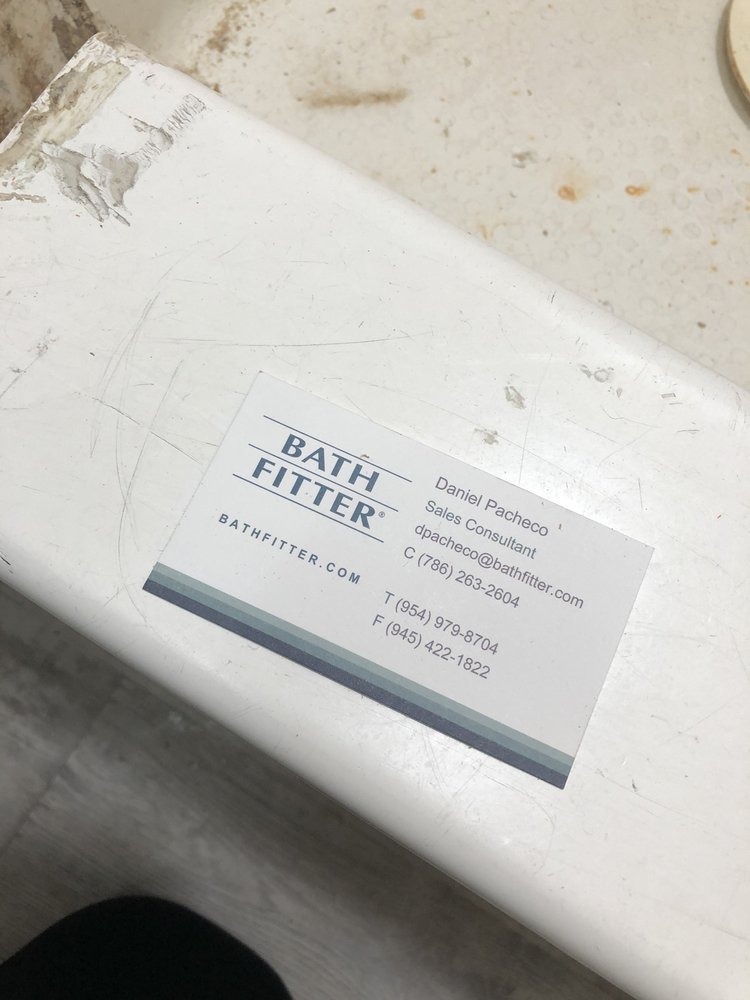 BATH
FITTER®
BATHFITTER.COM
Daniel Pacheco
Sales Consultant
dpacheco@bathfitter.com
C (786) 263-2604
T (954) 979-8704
F (945) 422-1822